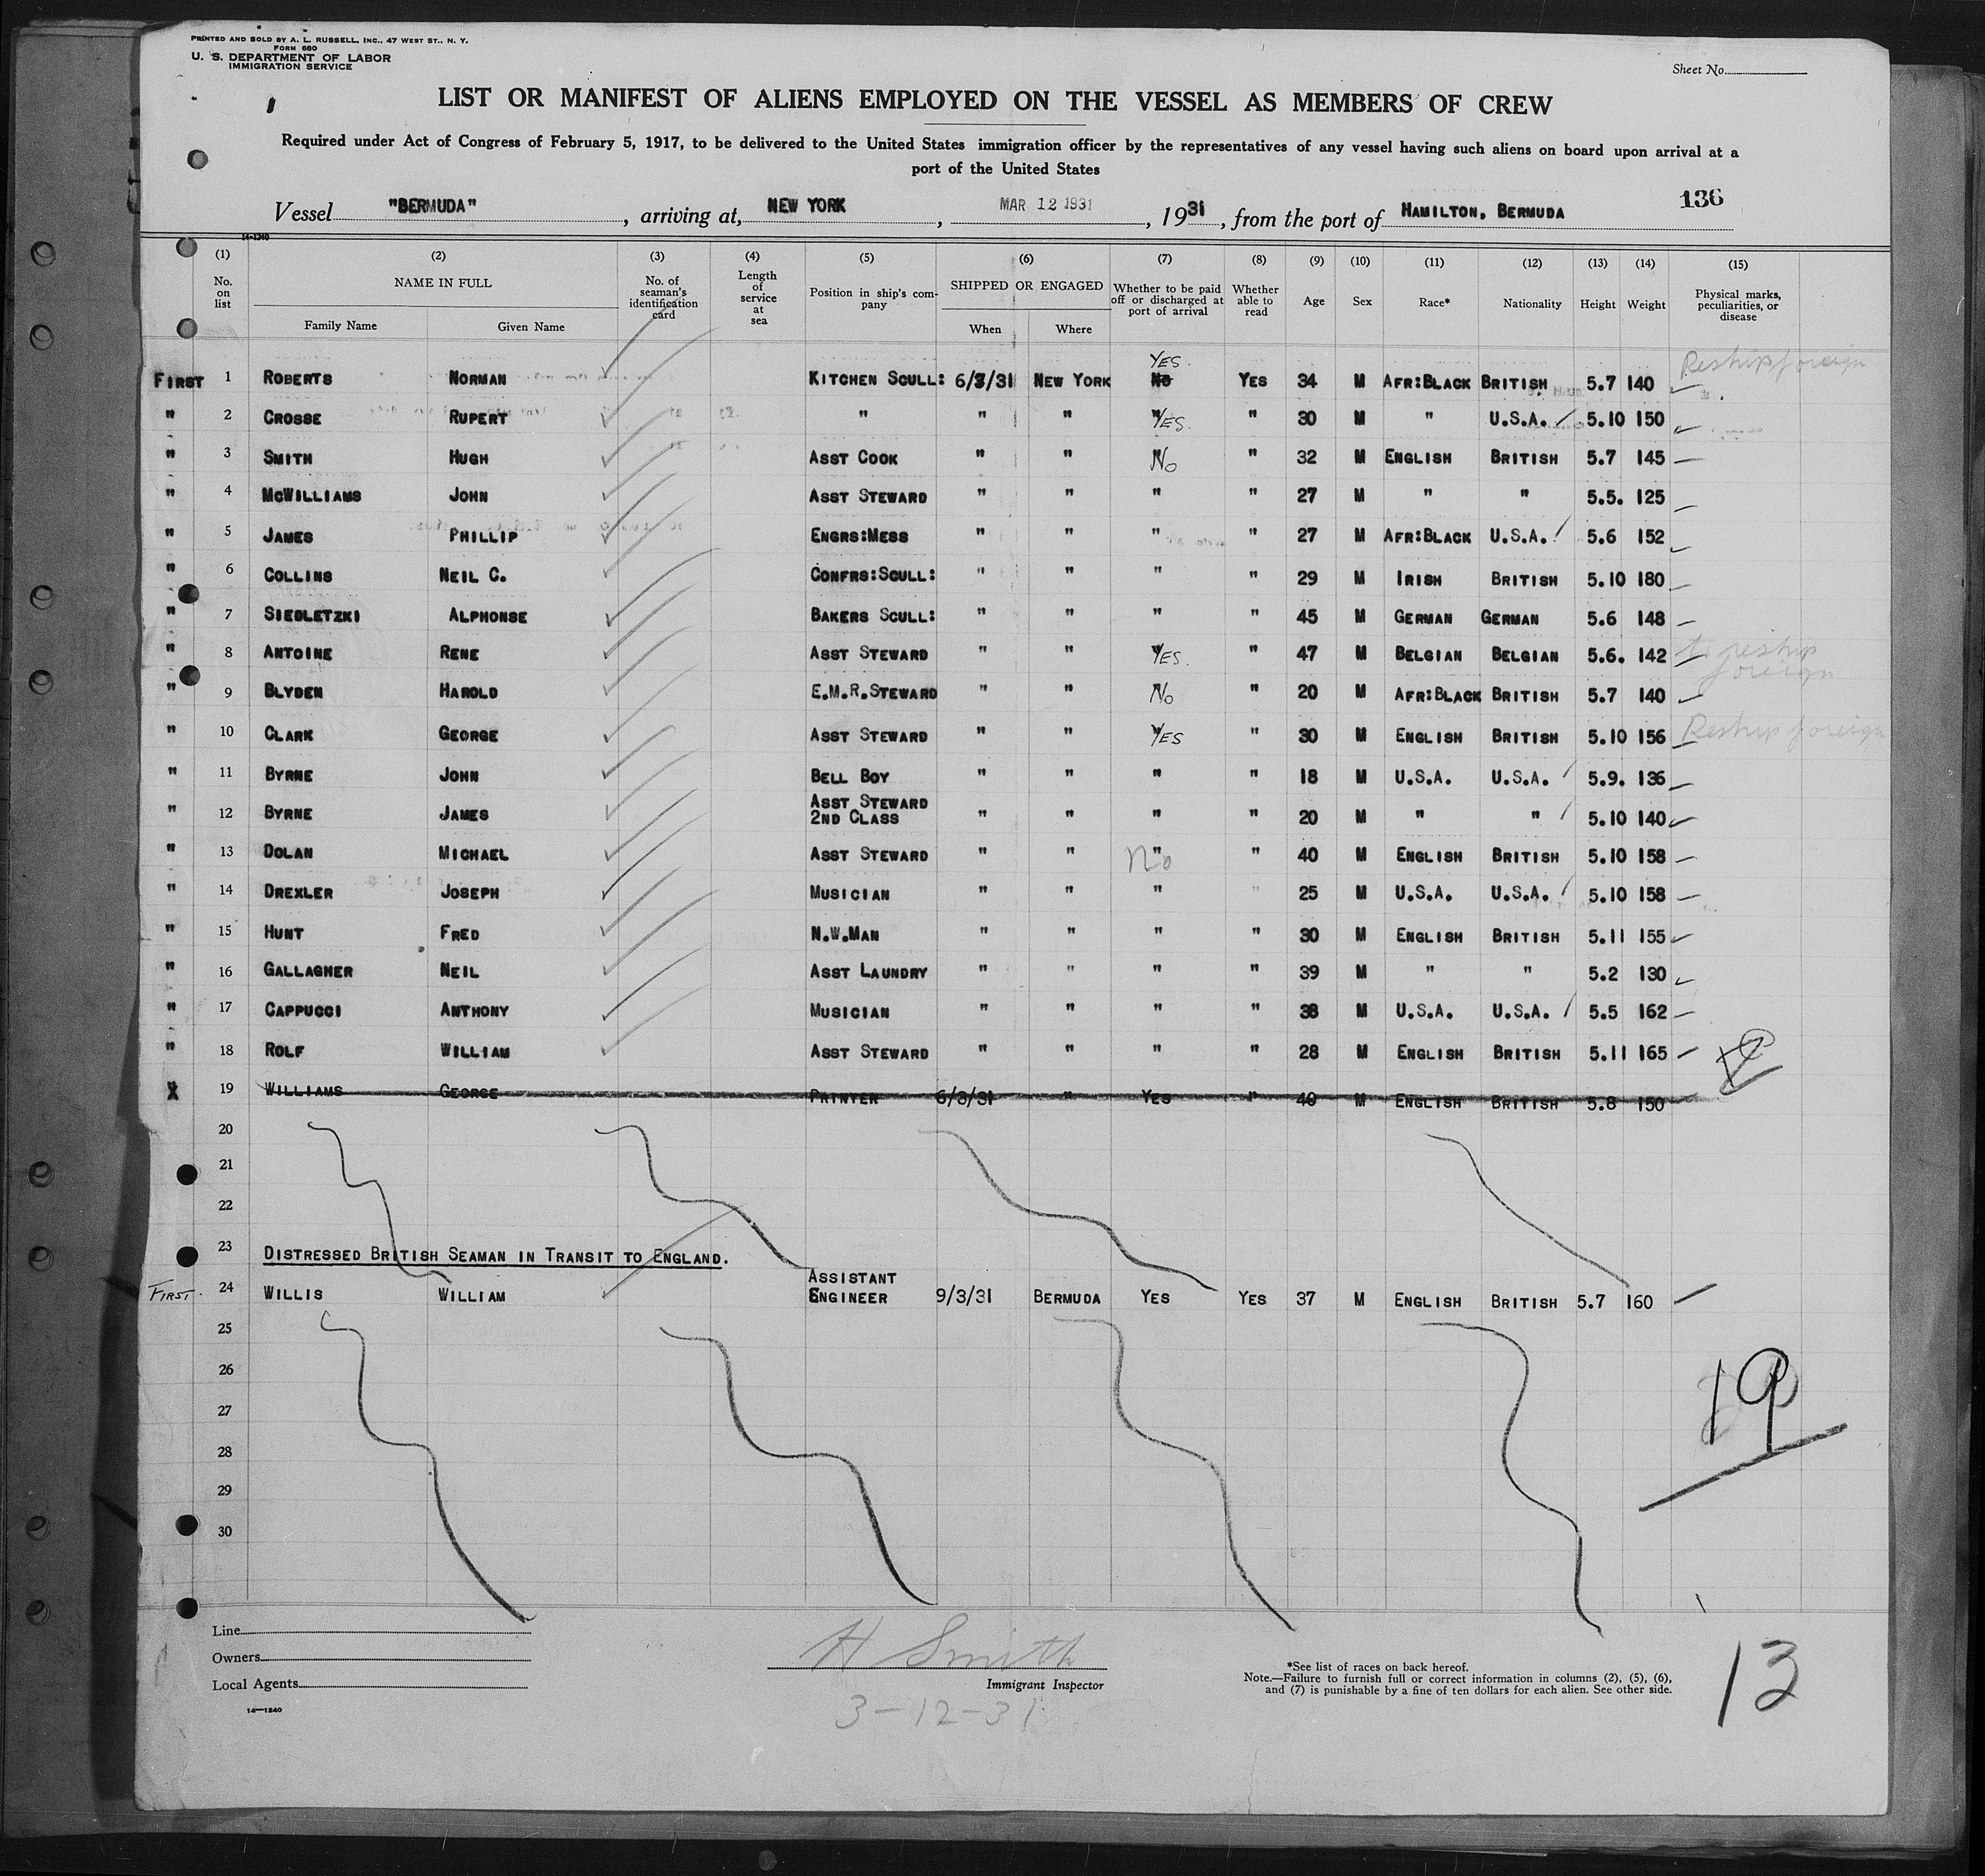 PRINTED AND SOLD BY A. L. RUSSELL, INC., 47 WEST ST., N. Y.
FORM 680
U. S. DEPARTMENT OF LABOR
IMMIGRATION SERVICE
Sheet No.
LIST OR MANIFEST OF ALIENS EMPLOYED ON THE VESSEL AS MEMBERS OF CREW
Required under Act of Congress of February 5, 1917, to be delivered to the United States immigration officer by the representatives of any vessel having such aliens on board upon arrival at a
port of the United States
136
Vessel "BERMUDA", arriving at, NEW YORK, MAR 12 1931, 1931, from the port of HAMILTON, BERMUDA
14-1240
(1) (2) (3) (4) (5) (6) (7) (8) (9) (10) (11) (12) (13) (14) (15)
No. on list NAME IN FULL No. of seaman's identification card Length of service at sea Position in ship's company SHIPPED OR ENGAGED Whether to be paid off or discharged at port of arrival Whether able to read Age Sex Race* Nationality Height Weight Physical marks, peculiarities, or disease
Family Name Given Name When Where
FIRST 1 ROBERTS NORMAN KITCHEN SCULL: 6/3/31 NEW YORK YES No YES 34 M AFR:BLACK BRITISH 5.7 140 Reship foreign
" 2 CROSSE RUPERT " " " YES " 30 M " U.S.A. 5.10 150
" 3 SMITH HUGH ASST COOK " " No " 32 M ENGLISH BRITISH 5.7 145
" 4 MCWILLIAMS JOHN ASST STEWARD " " " " 27 M " " 5.5. 125
" 5 JAMES PHILLIP ENGRS:MESS " " " " 27 M AFR:BLACK U.S.A. 5.6 152
" 6 COLLINS NEIL C. CONFRS:SCULL: " " " " 29 M IRISH BRITISH 5.10 180
" 7 SIEDLETZKI ALPHONSE BAKERS SCULL: " " " " 45 M GERMAN GERMAN 5.6 148
" 8 ANTOINE RENE ASST STEWARD " " YES. " 47 M BELGIAN BELGIAN 5.6. 142 to reship foreign
" 9 BLYDEN HAROLD E.M.R.STEWARD " " No " 20 M AFR:BLACK BRITISH 5.7 140
" 10 CLARK GEORGE ASST STEWARD " " YES " 30 M ENGLISH BRITISH 5.10 156 Reship foreign
" 11 BYRNE JOHN BELL BOY " " " " 18 M U.S.A. U.S.A. 5.9. 136
" 12 BYRNE JAMES ASST STEWARD 2ND CLASS " " " " 20 M " " 5.10 140
" 13 DOLAN MICHAEL ASST STEWARD " " No " " 40 M ENGLISH BRITISH 5.10 158
" 14 DREXLER JOSEPH MUSICIAN " " " " 25 M U.S.A. U.S.A. 5.10 158
" 15 HUNT FRED N.W.MAN " " " " 30 M ENGLISH BRITISH 5.11 155
" 16 GALLAGHER NEIL ASST LAUNDRY " " " " 39 M " " 5.2 130
" 17 CAPPUCCI ANTHONY MUSICIAN " " " " 38 M U.S.A. U.S.A. 5.5 162
" 18 ROLF WILLIAM ASST STEWARD " " " " 28 M ENGLISH BRITISH 5.11 165
X 19 WILLIAMS GEORGE PRINTER 6/3/31 " YES " 40 M ENGLISH BRITISH 5.8 150
20
21
22
23 DISTRESSED BRITISH SEAMAN IN TRANSIT TO ENGLAND.
FIRST. 24 WILLIS WILLIAM ASSISTANT ENGINEER 9/3/31 BERMUDA YES YES 37 M ENGLISH BRITISH 5.7 160
25
26
27
19
28
29
30
Line
Owners
Local Agents
14—1240
H Smith
Immigrant Inspector
3-12-31
*See list of races on back hereof.
Note.—Failure to furnish full or correct information in columns (2), (5), (6),
and (7) is punishable by a fine of ten dollars for each alien. See other side.
13